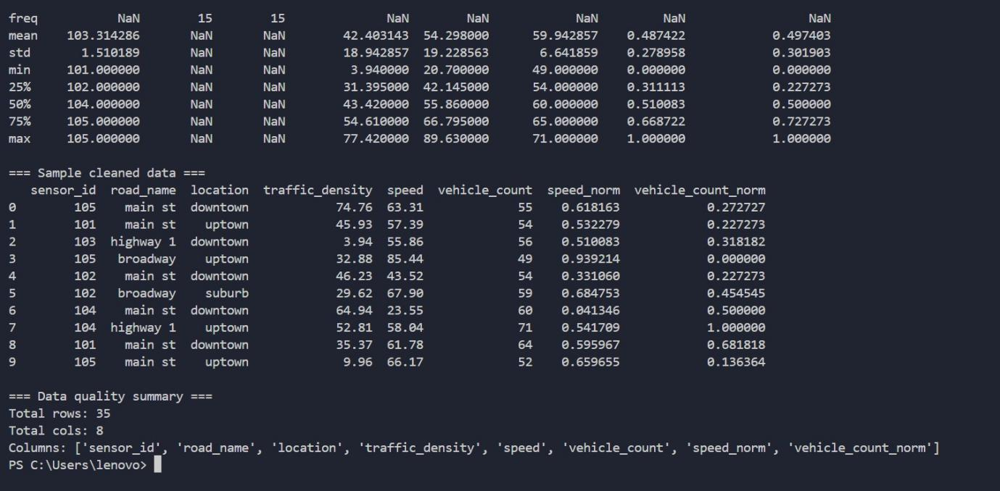 freq NaN 15 15 NaN NaN NaN NaN NaN
mean 103.314286 NaN NaN 42.403143 54.298000 59.942857 0.487422 0.497403
std 1.510189 NaN NaN 18.942857 19.228563 6.641859 0.278958 0.301903
min 101.000000 NaN NaN 3.940000 20.700000 49.000000 0.000000 0.000000
25% 102.000000 NaN NaN 31.395000 42.145000 54.000000 0.311113 0.227273
50% 104.000000 NaN NaN 43.420000 55.860000 60.000000 0.510083 0.500000
75% 105.000000 NaN NaN 54.610000 66.795000 65.000000 0.668722 0.727273
max 105.000000 NaN NaN 77.420000 89.630000 71.000000 1.000000 1.000000
=== Sample cleaned data ===
sensor_id road_name location traffic_density speed vehicle_count speed_norm vehicle_count_norm
0 105 main st downtown 74.76 63.31 55 0.618163 0.272727
1 101 main st uptown 45.93 57.39 54 0.532279 0.227273
2 103 highway 1 downtown 3.94 55.86 56 0.510083 0.318182
3 105 broadway uptown 32.88 85.44 49 0.939214 0.000000
4 102 main st downtown 46.23 43.52 54 0.331060 0.227273
5 102 broadway suburb 29.62 67.90 59 0.684753 0.454545
6 104 main st downtown 64.94 23.55 60 0.041346 0.500000
7 104 highway 1 uptown 52.81 58.04 71 0.541709 1.000000
8 101 main st downtown 35.37 61.78 64 0.595967 0.681818
9 105 main st uptown 9.96 66.17 52 0.659655 0.136364
=== Data quality summary ===
Total rows: 35
Total cols: 8
Columns: ['sensor_id', 'road_name', 'location', 'traffic_density', 'speed', 'vehicle_count', 'speed_norm', 'vehicle_count_norm']
PS C:\Users\lenovo>